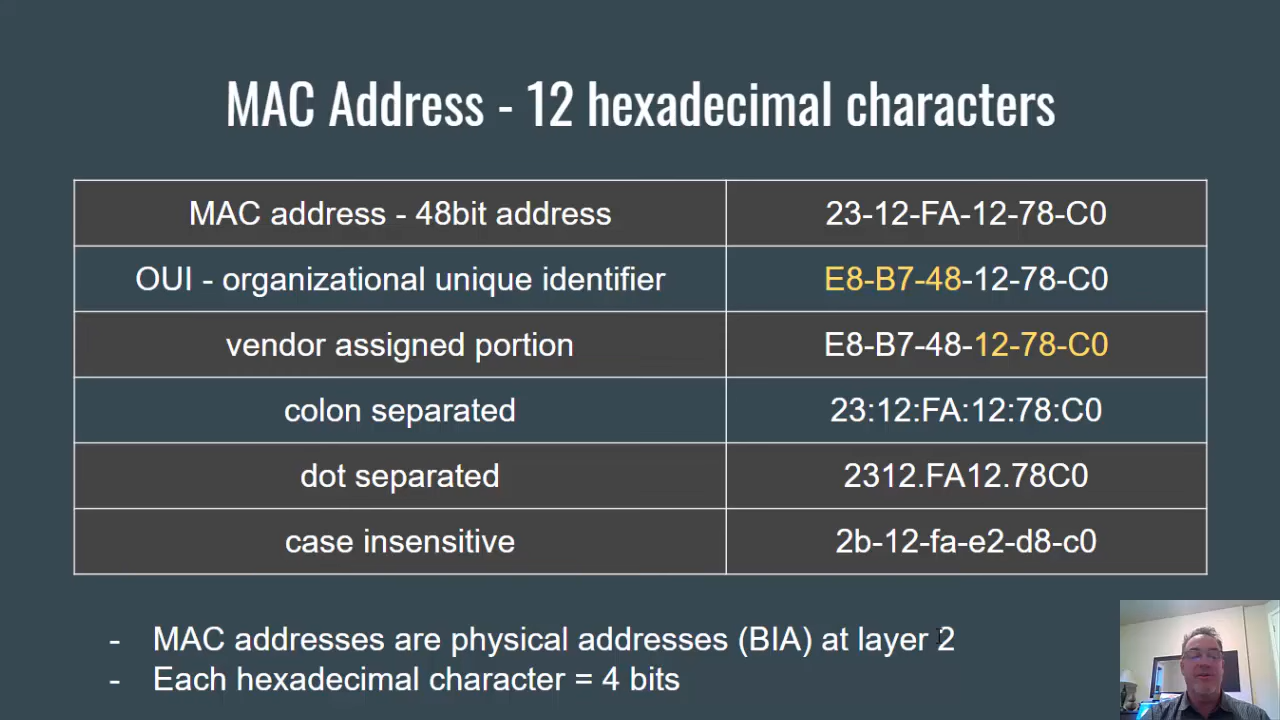 MAC Address - 12 hexadecimal characters
MAC address - 48bit address 23-12-FA-12-78-C0
OUI - organizational unique identifier E8-B7-48-12-78-C0
vendor assigned portion E8-B7-48-12-78-C0
colon separated 23:12:FA:12:78:C0
dot separated 2312.FA12.78C0
case insensitive 2b-12-fa-e2-d8-c0
- MAC addresses are physical addresses (BIA) at layer 2
- Each hexadecimal character = 4 bits